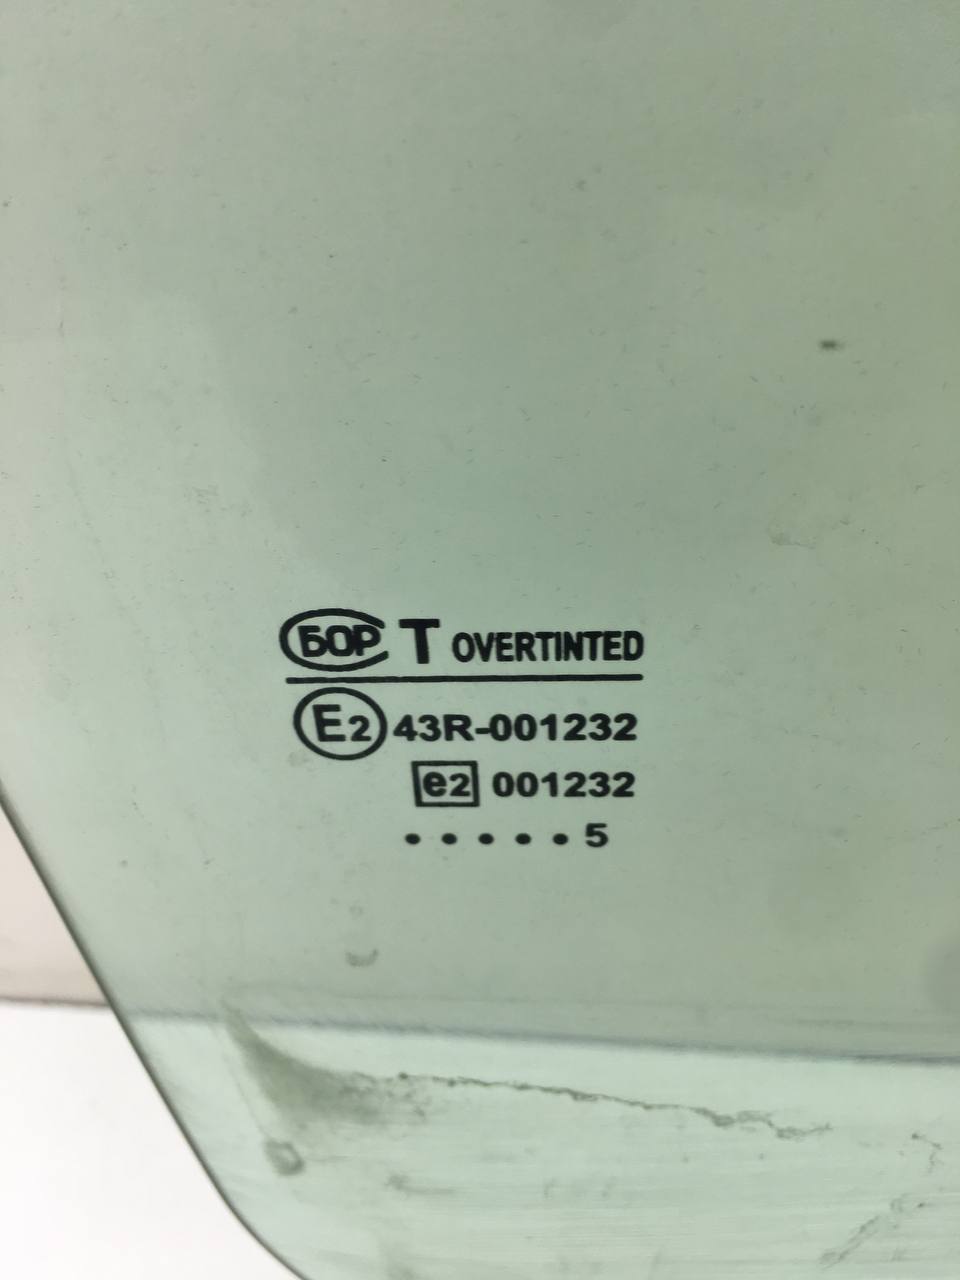 БОР T OVERTINTED
E2 43R-001232
e2 001232
• • • • • 5